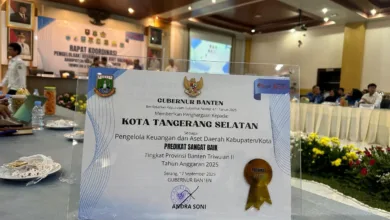 RAPAT KOORDINASI
GUBERNUR BANTEN
Memberikan Penghargaan Kepada
KOTA TANGERANG SELATAN
Sebagai
Pengelola Keuangan dan Aset Daerah Kabupaten/Kota
PREDIKAT SANGAT BAIK
Tingkat Provinsi Banten Triwulan II
Tahun Anggaran 2025
GUBERNUR BANTEN
ANDRA SONI